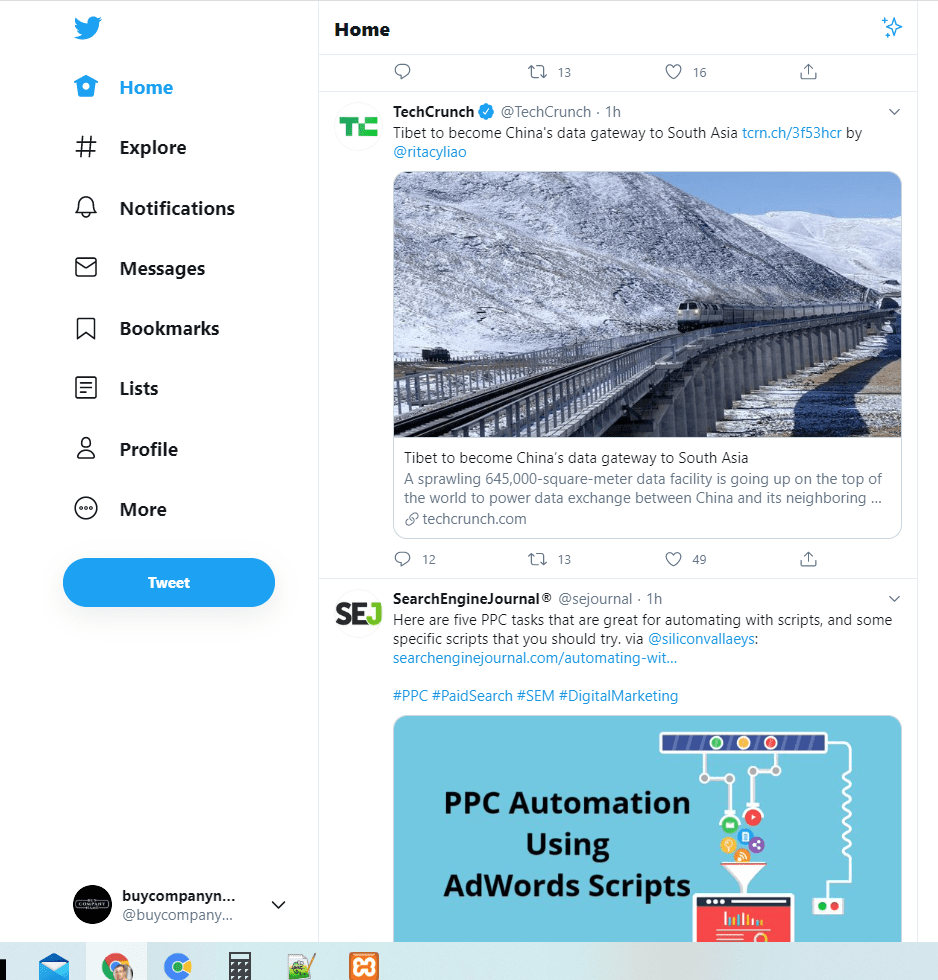 Home
Explore
Notifications
Messages
Bookmarks
Lists
Profile
More
Tweet
buycompanyn...
@buycompany...
Home
13
16
TechCrunch @TechCrunch · 1h
Tibet to become China's data gateway to South Asia tcrn.ch/3f53hcr by
@ritacyliao
Tibet to become China's data gateway to South Asia
A sprawling 645,000-square-meter data facility is going up on the top of
the world to power data exchange between China and its neighboring ...
techcrunch.com
12
13
49
SEJ
SearchEngineJournal® @sejournal · 1h
Here are five PPC tasks that are great for automating with scripts, and some
specific scripts that you should try. via @siliconvallaeys:
searchenginejournal.com/automating-wit...
#PPC #PaidSearch #SEM #DigitalMarketing
PPC Automation
Using
AdWords Scripts